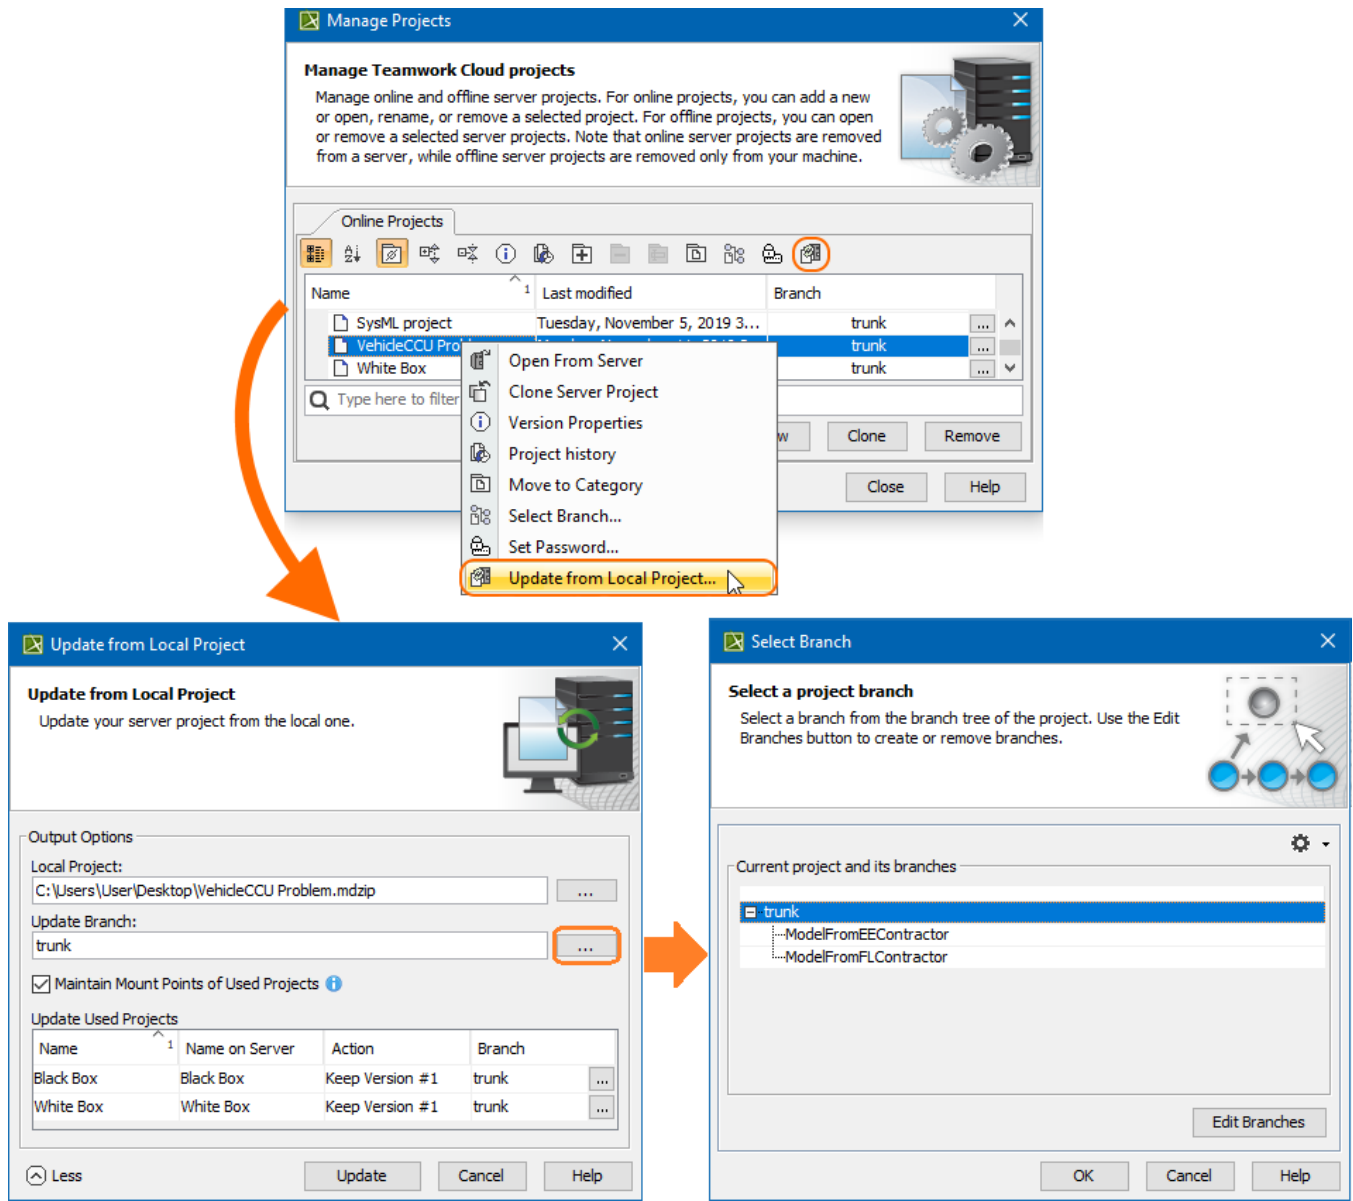 Manage Projects
Manage Teamwork Cloud projects
Manage online and offline server projects. For online projects, you can add a new
or open, rename, or remove a selected project. For offline projects, you can open
or remove a selected server projects. Note that online server projects are removed
from a server, while offline server projects are removed only from your machine.
Online Projects
Name 1 Last modified Branch
SysML project Tuesday, November 5, 2019 3... trunk ...
VehicleCCU trunk ...
White Box trunk ...
Type here to filter
Clone Remove
Close Help
Open From Server
Clone Server Project
Version Properties
Project history
Move to Category
Select Branch...
Set Password...
Update from Local Project...
Update from Local Project
Update from Local Project
Update your server project from the local one.
Output Options
Local Project:
C:\Users\User\Desktop\VehicleCCU Problem.mdzip ...
Update Branch:
trunk ...
Maintain Mount Points of Used Projects
Update Used Projects
Name 1 Name on Server Action Branch
Black Box Black Box Keep Version #1 trunk ...
White Box White Box Keep Version #1 trunk ...
Less Update Cancel Help
Select Branch
Select a project branch
Select a branch from the branch tree of the project. Use the Edit
Branches button to create or remove branches.
Current project and its branches
trunk
ModelFromEEContractor
ModelFromFLContractor
Edit Branches
OK Cancel Help